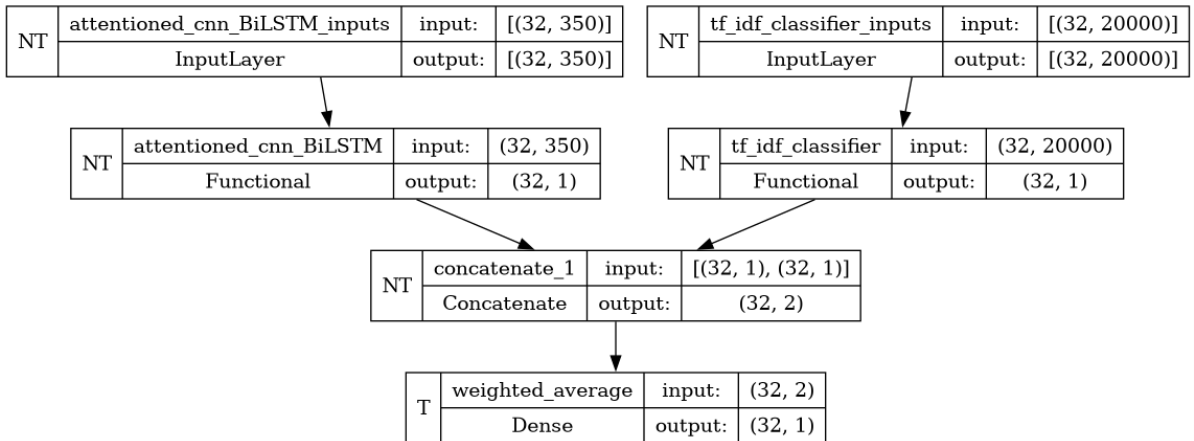 NT attentioned_cnn_BiLSTM_inputs input: [(32, 350)]
InputLayer output: [(32, 350)]
NT tf_idf_classifier_inputs input: [(32, 20000)]
InputLayer output: [(32, 20000)]
NT attentioned_cnn_BiLSTM input: (32, 350)
Functional output: (32, 1)
NT tf_idf_classifier input: (32, 20000)
Functional output: (32, 1)
NT concatenate_1 input: [(32, 1), (32, 1)]
Concatenate output: (32, 2)
T weighted_average input: (32, 2)
Dense output: (32, 1)